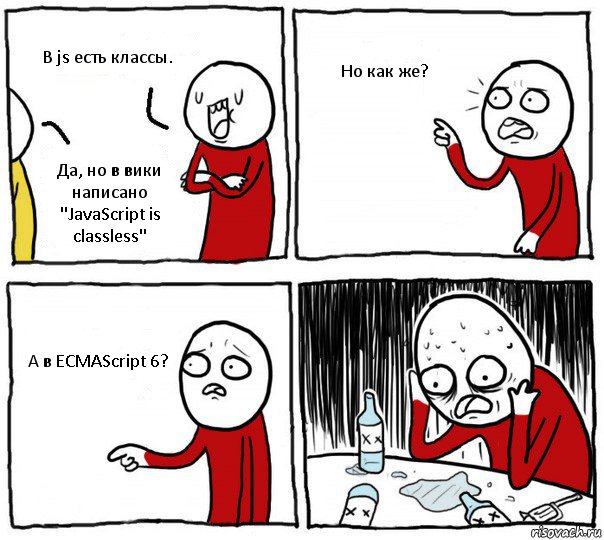 В js есть классы.
Да, но в вики
написано
"JavaScript is
classless"
Но как же?
А в ECMAScript 6?
x x
x x
x x
risovach.ru